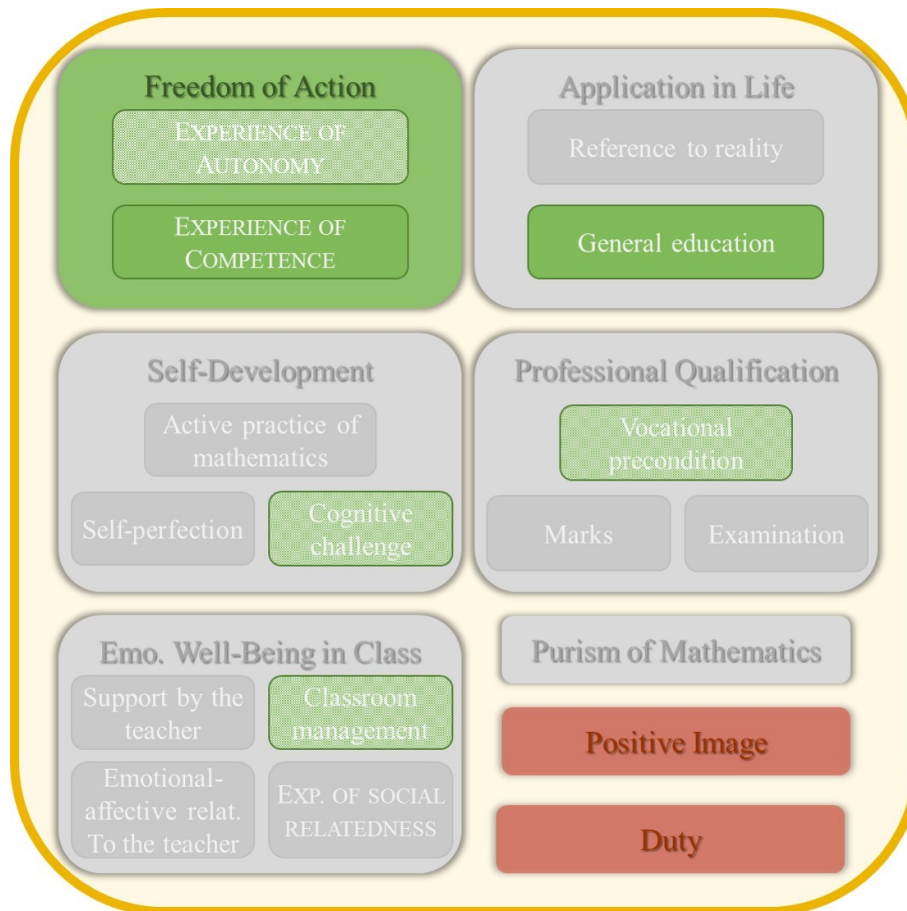 Freedom of Action
EXPERIENCE OF
AUTONOMY
EXPERIENCE OF
COMPETENCE
Application in Life
Reference to reality
General education
Self-Development
Active practice of
mathematics
Self-perfection
Cognitive
challenge
Professional Qualification
Vocational
precondition
Marks
Examination
Emo. Well-Being in Class
Support by the
teacher
Classroom
management
Emotional-
affective relat.
To the teacher
EXP. OF SOCIAL
RELATEDNESS
Purism of Mathematics
Positive Image
Duty